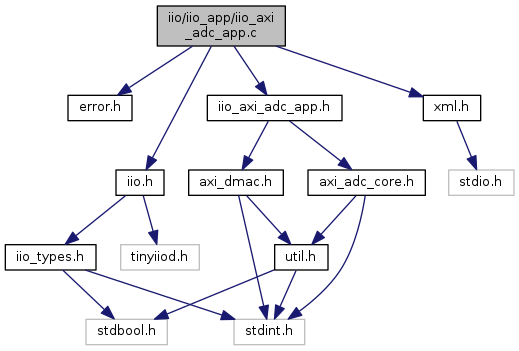 iio/iio_app/iio_axi
_adc_app.c
error.h
iio_axi_adc_app.h
xml.h
iio.h
axi_dmac.h
axi_adc_core.h
stdio.h
iio_types.h
tinyiiod.h
util.h
stdbool.h
stdint.h